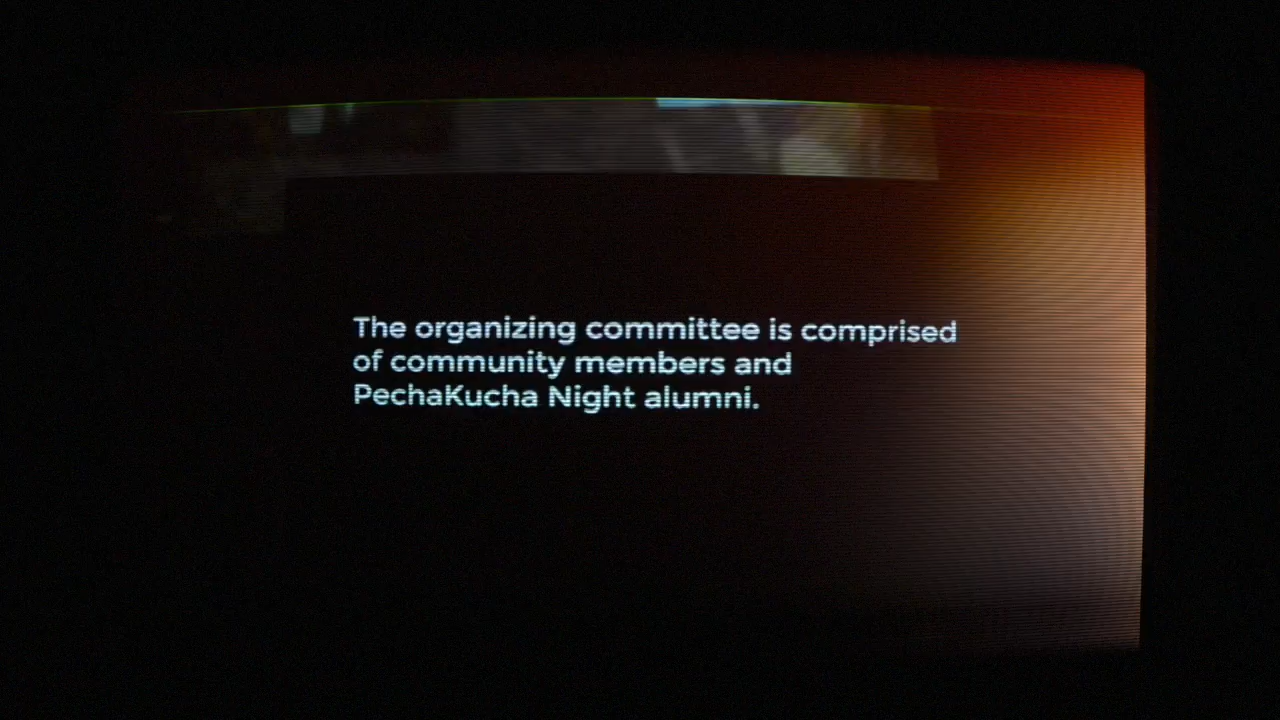 The organizing committee is comprised
of community members and
PechaKucha Night alumni.